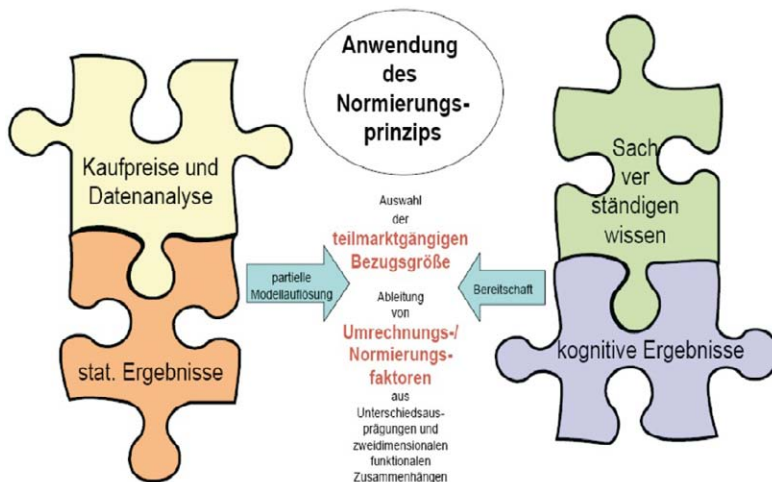 Anwendung
des
Normierungs-
prinzips
Kaufpreise und
Datenanalyse
stat. Ergebnisse
partielle
Modellauflösung
Auswahl
der
teilmarktgängigen
Bezugsgröße
Ableitung
von
Umrechnungs-/
Normierungs-
faktoren
aus
Unterschiedsaus-
prägungen und
zweidimensionalen
funktionalen
Zusammenhängen
Bereitschaft
Sach
ver
ständigen
wissen
kognitive Ergebnisse